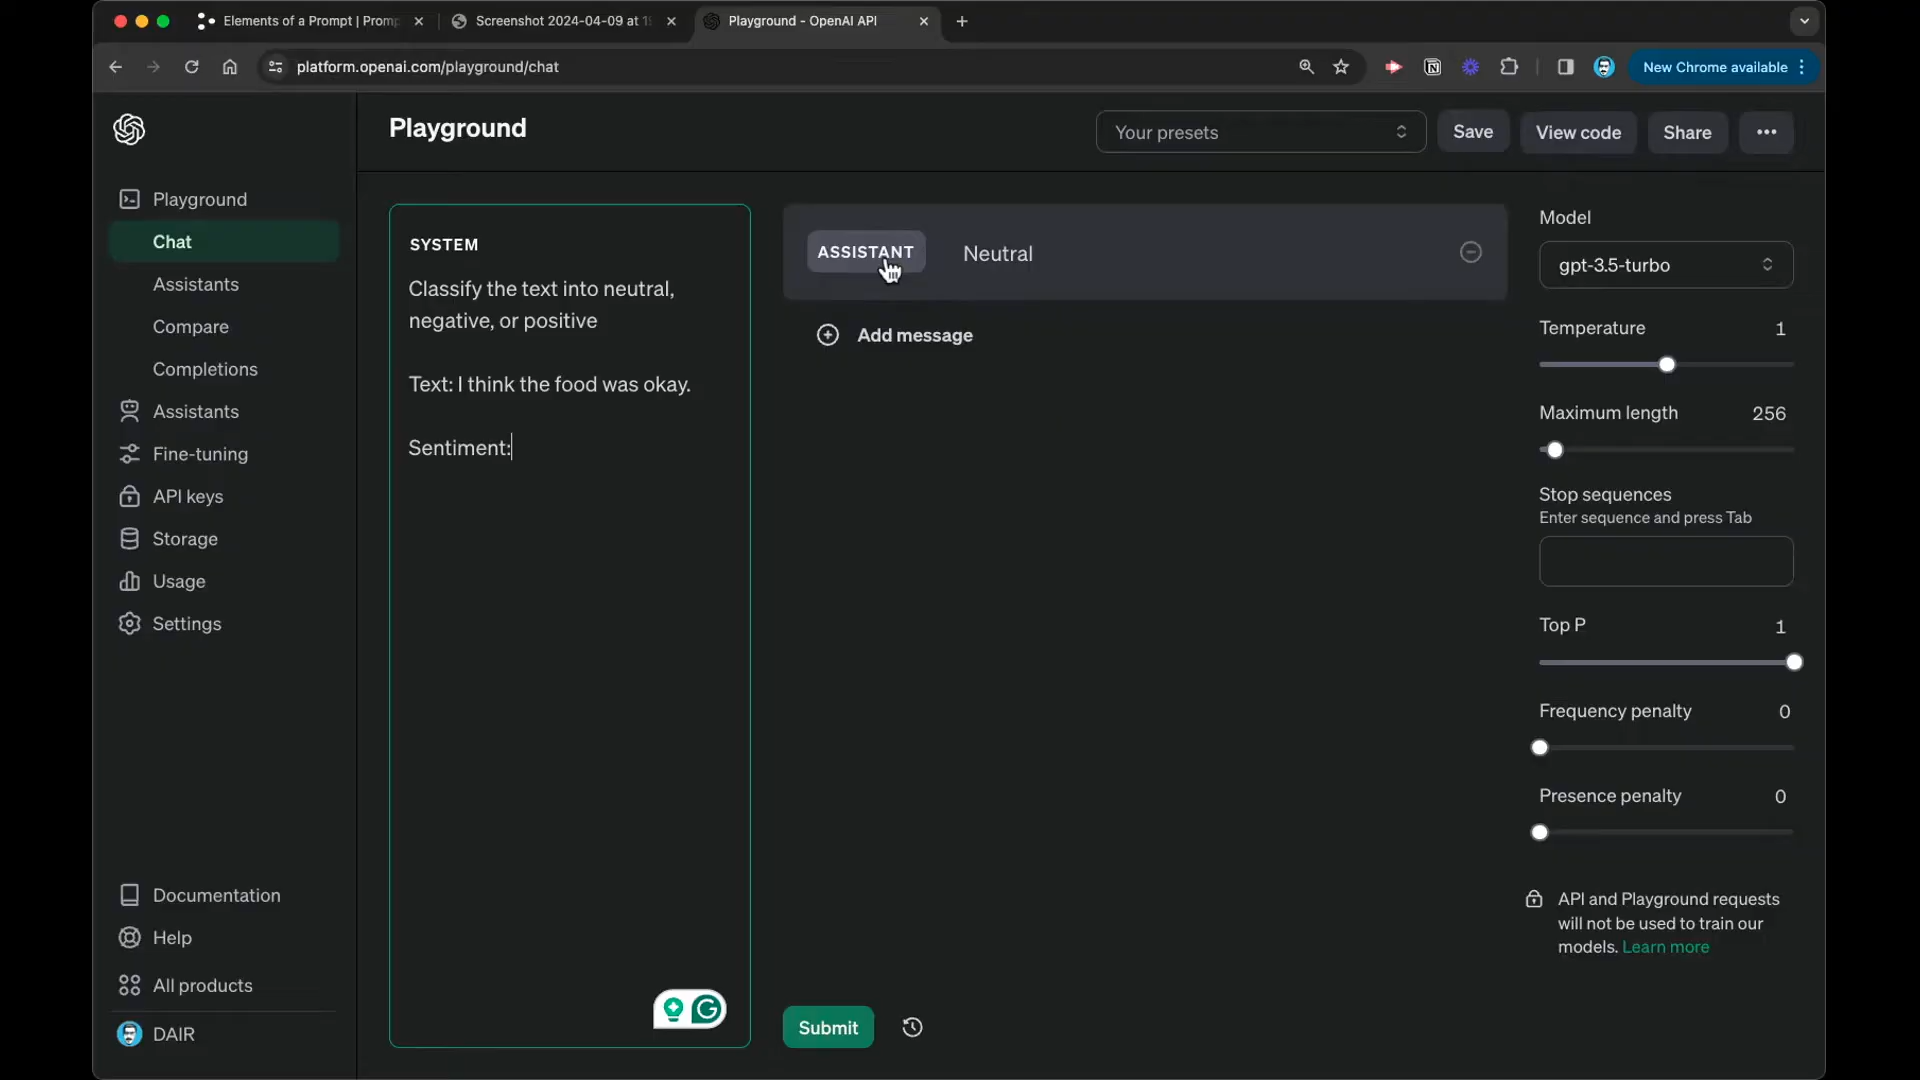 Elements of a Prompt | Promp
Screenshot 2024-04-09 at 1
Playground - OpenAI API
platform.openai.com/playground/chat
New Chrome available
Playground
Your presets
Save
View code
Share
Playground
Chat
Assistants
Compare
Completions
Assistants
Fine-tuning
API keys
Storage
Usage
Settings
Documentation
Help
All products
DAIR
SYSTEM
Classify the text into neutral,
negative, or positive
Text: I think the food was okay.
Sentiment:
ASSISTANT
Neutral
Add message
Submit
Model
gpt-3.5-turbo
Temperature 1
Maximum length 256
Stop sequences
Enter sequence and press Tab
Top P 1
Frequency penalty 0
Presence penalty 0
API and Playground requests
will not be used to train our
models. Learn more